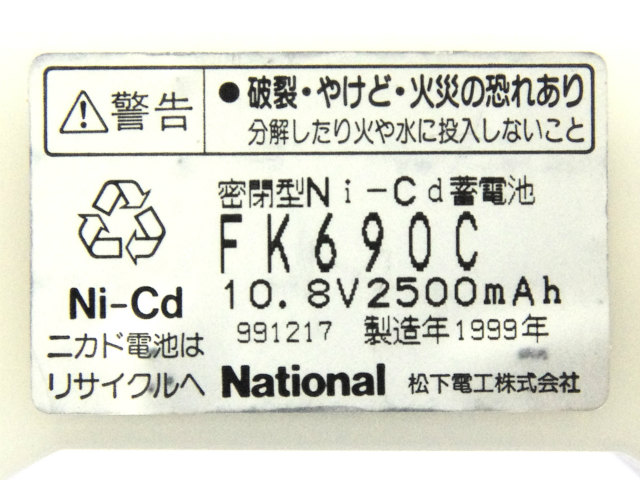 警告
●破裂・やけど・火災の恐れあり
分解したり火や水に投入しないこと
密閉型Ni-Cd蓄電池
FK690C
10.8V2500mAh
991217 製造年1999年
Ni-Cd
ニカド電池は
リサイクルへ
National 松下電工株式会社